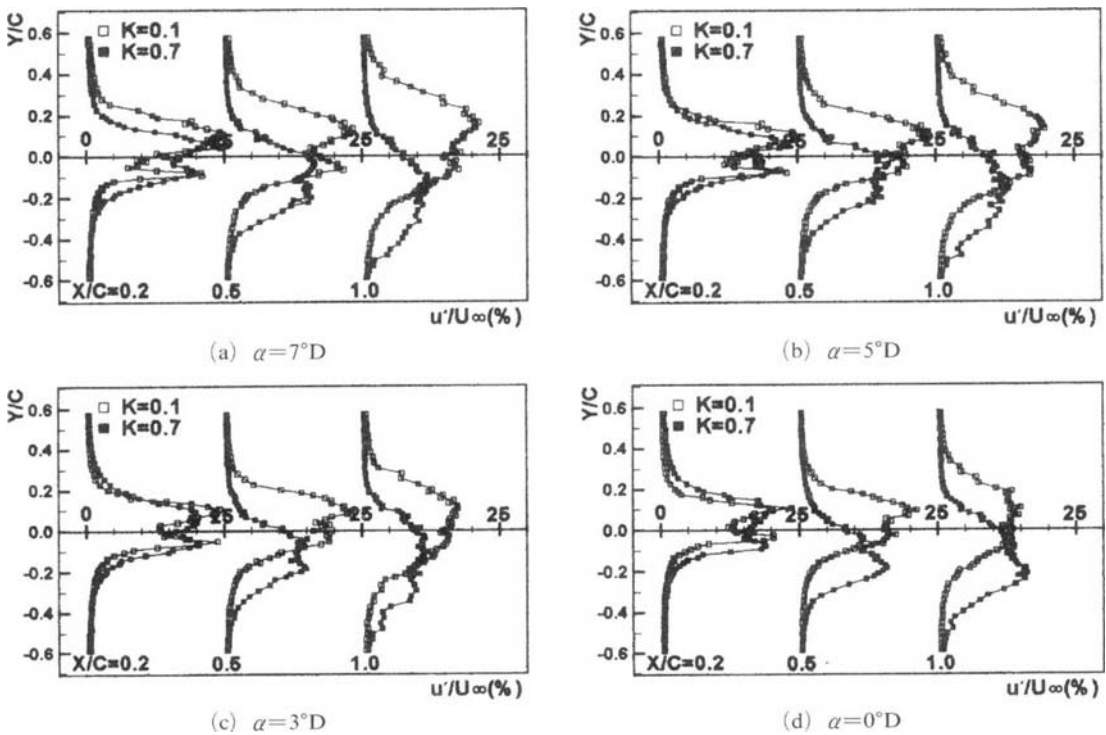 Y/C
0.6
0.4
0.2
0.0
-0.2
-0.4
-0.6
□ K=0.1
■ K=0.7
0
25
25
25
X/C=0.2
0.5
1.0
u'/U∞(%)
(a) α=7°D
Y/C
0.6
0.4
0.2
0.0
-0.2
-0.4
-0.6
□ K=0.1
■ K=0.7
0
25
25
25
X/C=0.2
0.5
1.0
u'/U∞(%)
(b) α=5°D
Y/C
0.6
0.4
0.2
0.0
-0.2
-0.4
-0.6
□ K=0.1
■ K=0.7
0
25
25
25
X/C=0.2
0.5
1.0
u'/U∞(%)
(c) α=3°D
Y/C
0.6
0.4
0.2
0.0
-0.2
-0.4
-0.6
□ K=0.1
■ K=0.7
0
25
25
25
X/C=0.2
0.5
1.0
u'/U∞(%)
(d) α=0°D